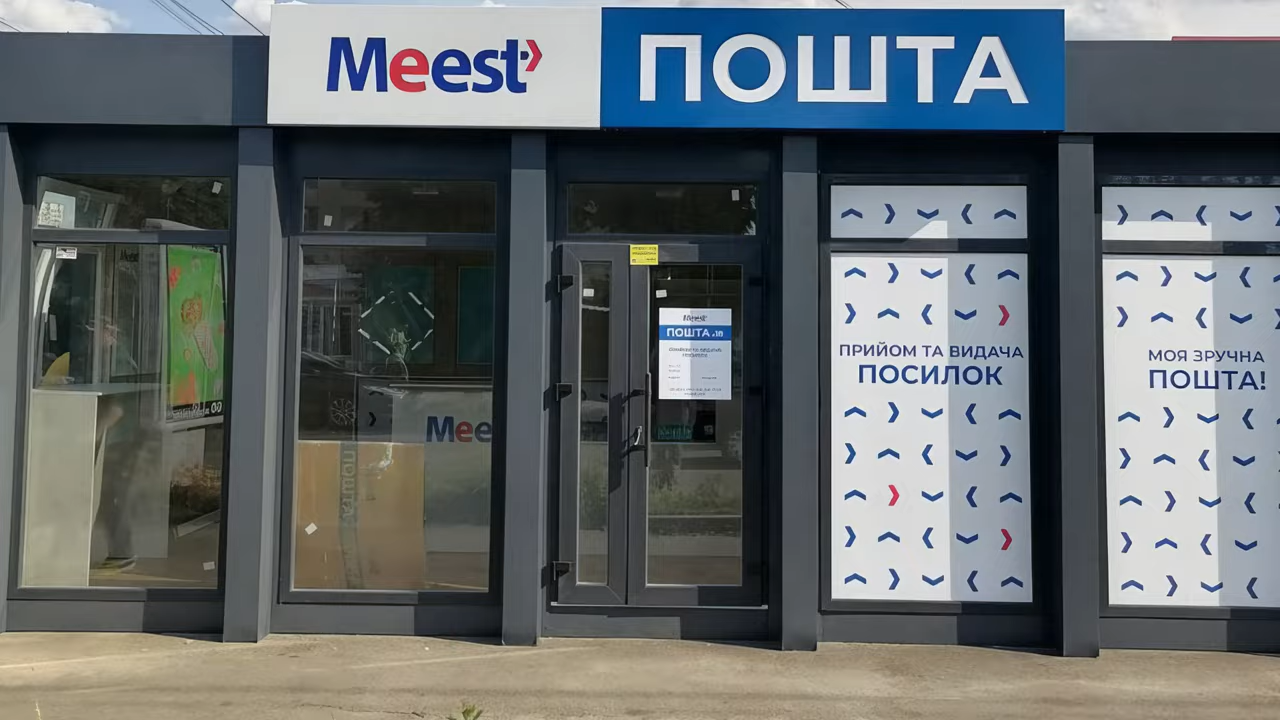 Meest ПОШТА
Meest
ПОШТА
ПРИЙОМ ТА ВИДАЧА
ПОСИЛОК
МОЯ ЗРУЧНА
ПОШТА!
Meest